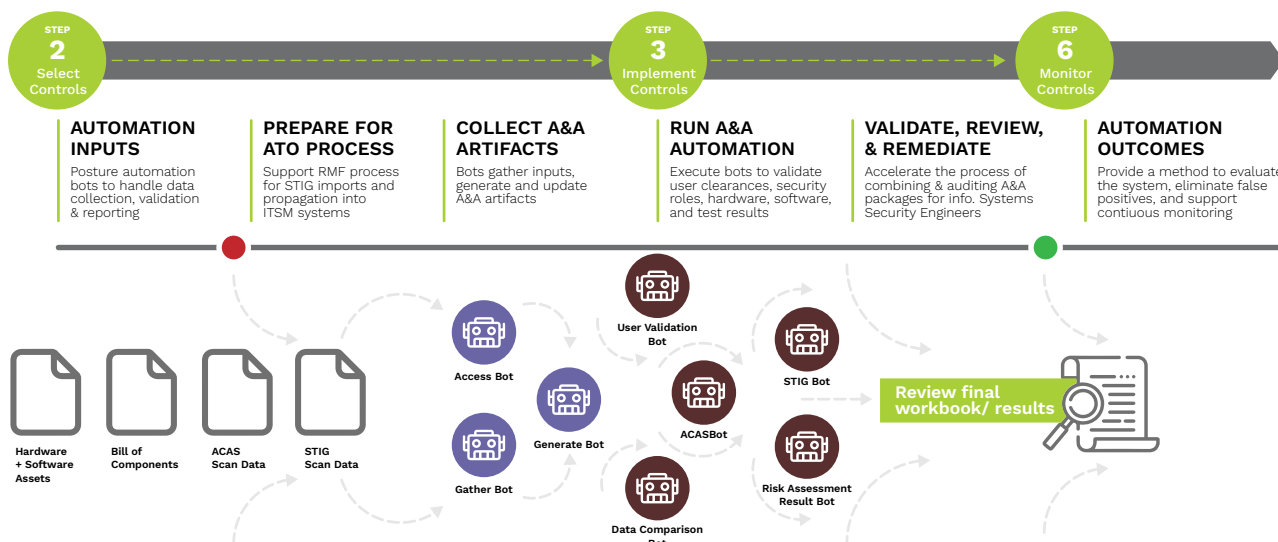 STEP
2
Select
Controls
STEP
3
Implement
Controls
STEP
6
Monitor
Controls
AUTOMATION
INPUTS
Posture automation
bots to handle data
collection, validation
& reporting
PREPARE FOR
ATO PROCESS
Support RMF process
for STIG imports and
propagation into
ITSM systems
COLLECT A&A
ARTIFACTS
Bots gather inputs,
generate and update
A&A artifacts
RUN A&A
AUTOMATION
Execute bots to validate
user clearances, security
roles, hardware, software,
and test results
VALIDATE, REVIEW,
& REMEDIATE
Accelerate the process of
combining & auditing A&A
packages for info. Systems
Security Engineers
AUTOMATION
OUTCOMES
Provide a method to evaluate
the system, eliminate false
positives, and support
contiuous monitoring
Hardware
+ Software
Assets
Bill of
Components
ACAS
Scan Data
STIG
Scan Data
Access Bot
Gather Bot
Generate Bot
User Validation
Bot
ACASBot
Data Comparison
Bot
STIG Bot
Risk Assessment
Result Bot
Review final
workbook/ results